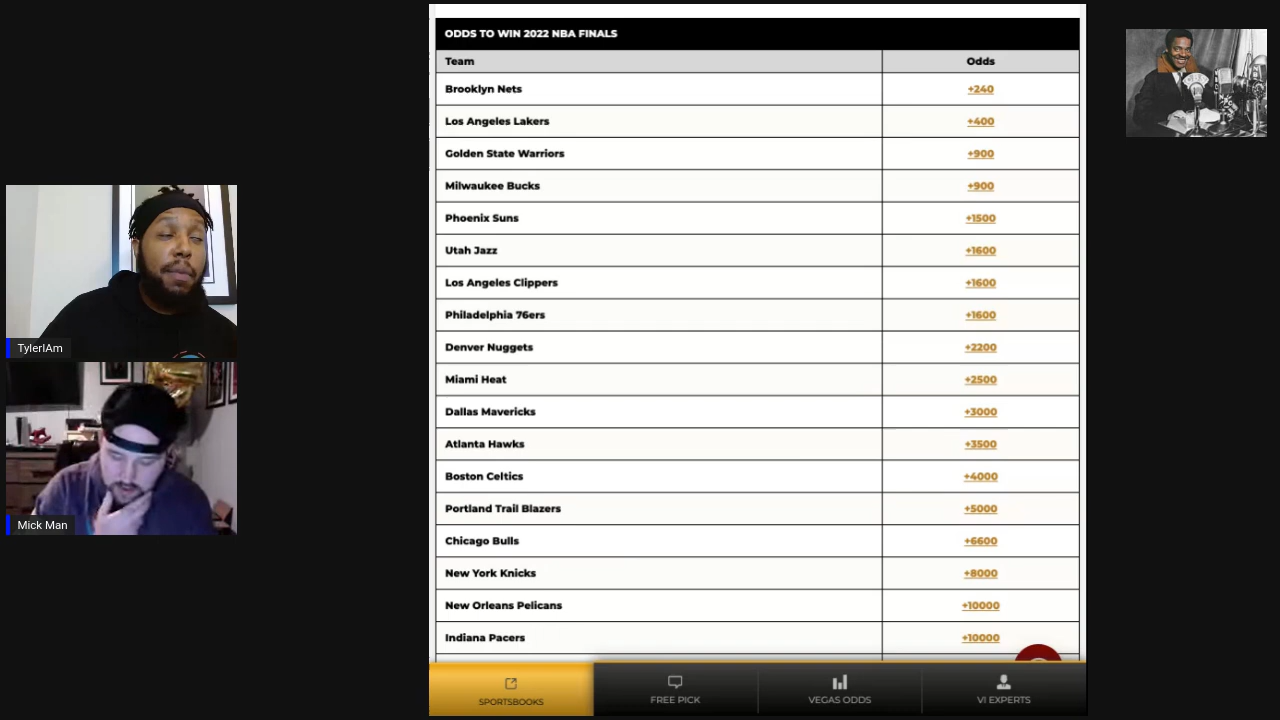 ODDS TO WIN 2022 NBA FINALS
Team Odds
Brooklyn Nets +240
Los Angeles Lakers +400
Golden State Warriors +900
Milwaukee Bucks +900
Phoenix Suns +1500
Utah Jazz +1600
Los Angeles Clippers +1600
Philadelphia 76ers +1600
Denver Nuggets +2200
Miami Heat +2500
Dallas Mavericks +3000
Atlanta Hawks +3500
Boston Celtics +4000
Portland Trail Blazers +5000
Chicago Bulls +6600
New York Knicks +8000
New Orleans Pelicans +10000
Indiana Pacers +10000
SPORTSBOOKS FREE PICK VEGAS ODDS VI EXPERTS
TylerIAm
Mick Man